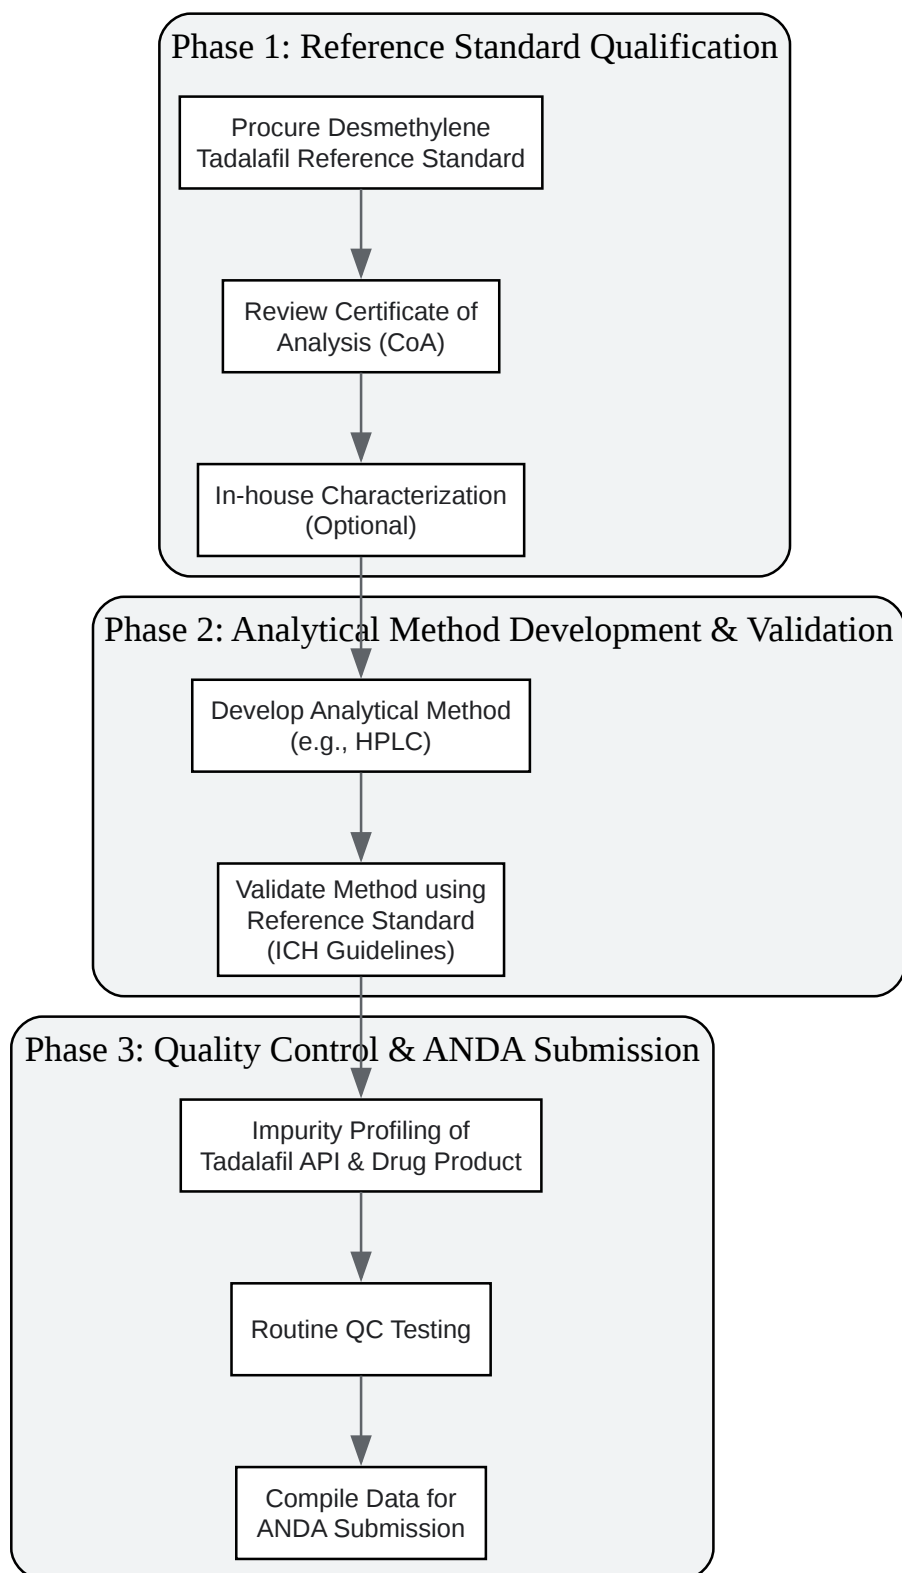 Phase 1: Reference Standard Qualification
Procure Desmethylene
Tadalafil Reference Standard
Review Certificate of
Analysis (CoA)
In-house Characterization
(Optional)
Phase 2: Analytical Method Development & Validation
Develop Analytical Method
(e.g., HPLC)
Validate Method using
Reference Standard
(ICH Guidelines)
Phase 3: Quality Control & ANDA Submission
Impurity Profiling of
Tadalafil API & Drug Product
Routine QC Testing
Compile Data for
ANDA Submission